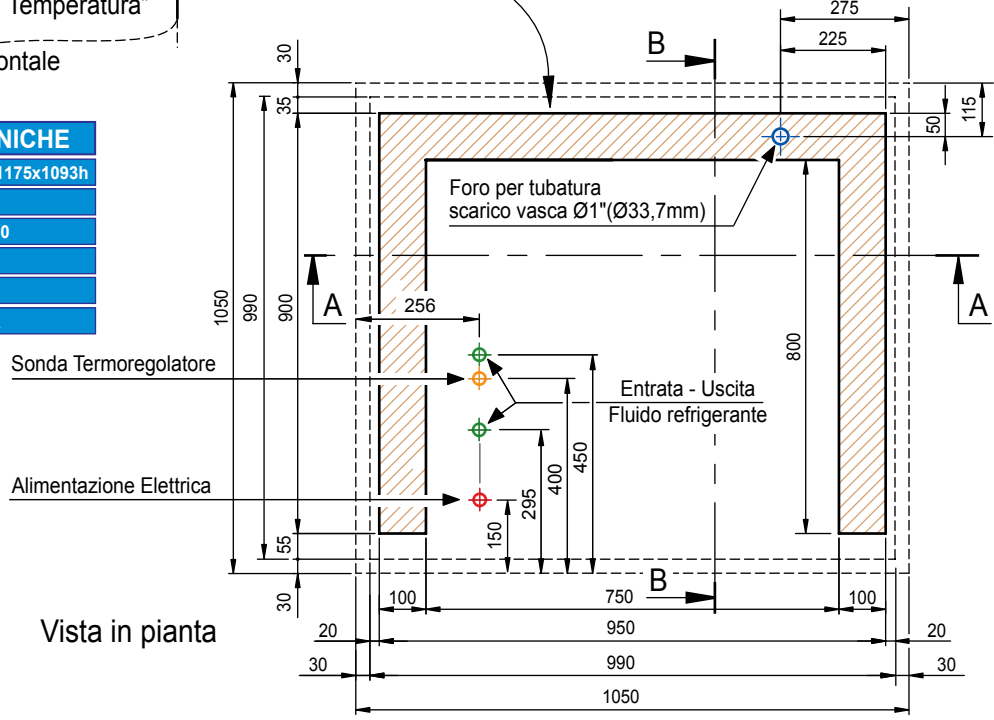 Temperatura"
ontale
NICHE
1175x1093h
0
275
225
30
35
B
50
115
Foro per tubatura
scarico vasca Ø1"(Ø33,7mm)
1050
990
900
A
A
256
800
Sonda Termoregolatore
Entrata - Uscita
Fluido refrigerante
450
400
295
150
Alimentazione Elettrica
55
30
B
100
750
100
Vista in pianta
20
950
20
30
990
30
1050